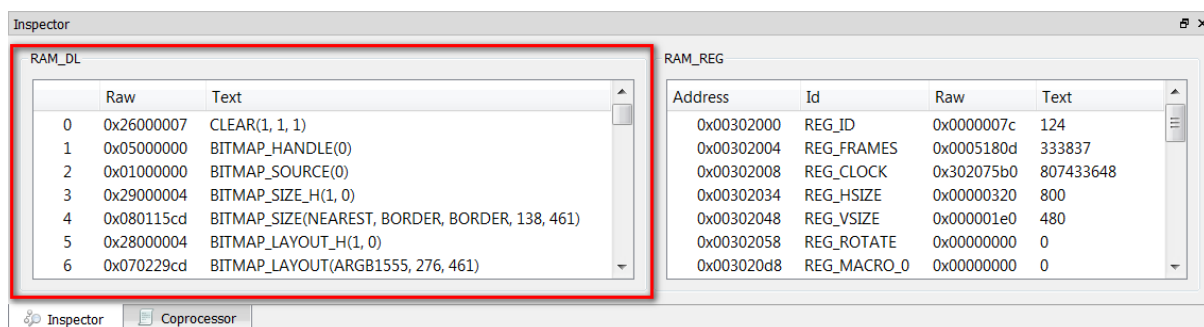 Inspector
RAM_DL
Raw Text
0 0x26000007 CLEAR(1, 1, 1)
1 0x05000000 BITMAP_HANDLE(0)
2 0x01000000 BITMAP_SOURCE(0)
3 0x29000004 BITMAP_SIZE_H(1, 0)
4 0x080115cd BITMAP_SIZE(NEAREST, BORDER, BORDER, 138, 461)
5 0x28000004 BITMAP_LAYOUT_H(1, 0)
6 0x070229cd BITMAP_LAYOUT(ARGB1555, 276, 461)
RAM_REG
Address Id Raw Text
0x00302000 REG_ID 0x0000007c 124
0x00302004 REG_FRAMES 0x0005180d 333837
0x00302008 REG_CLOCK 0x302075b0 807433648
0x00302034 REG_HSIZE 0x00000320 800
0x00302048 REG_VSIZE 0x000001e0 480
0x00302058 REG_ROTATE 0x00000000 0
0x003020d8 REG_MACRO_0 0x00000000 0
Inspector Coprocessor